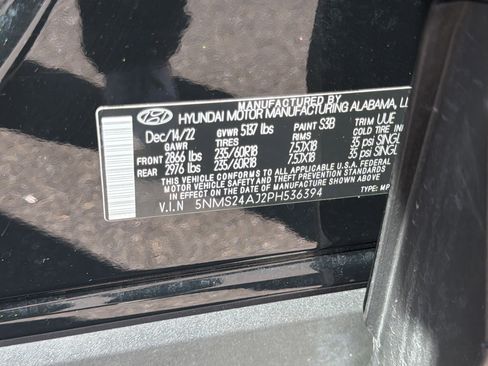 MANUFACTURED BY
HYUNDAI MOTOR MANUFACTURING ALABAMA, LL
Dec/14/22 GVWR 5137 lbs PAINT S3B TRIM UUE
GAWR TIRES RIMS COLD TIRE IN
FRONT 2866 lbs 235/60R18 7.5JX18 35 psi SINGL
REAR 2976 lbs 235/60R18 7.5JX18 35 psi SINGL
THIS VEHICLE CONFORMS TO ALL APPLICABLE U.S.A. FEDERAL
MOTOR VEHICLE SAFETY AND THEFT PREVENTION STANDARDS
IN EFFECT ON THE DATE OF MANUFACTURE SHOWN ABOVE.
V.I.N 5NMS24AJ2PH536394 TYPE: MP